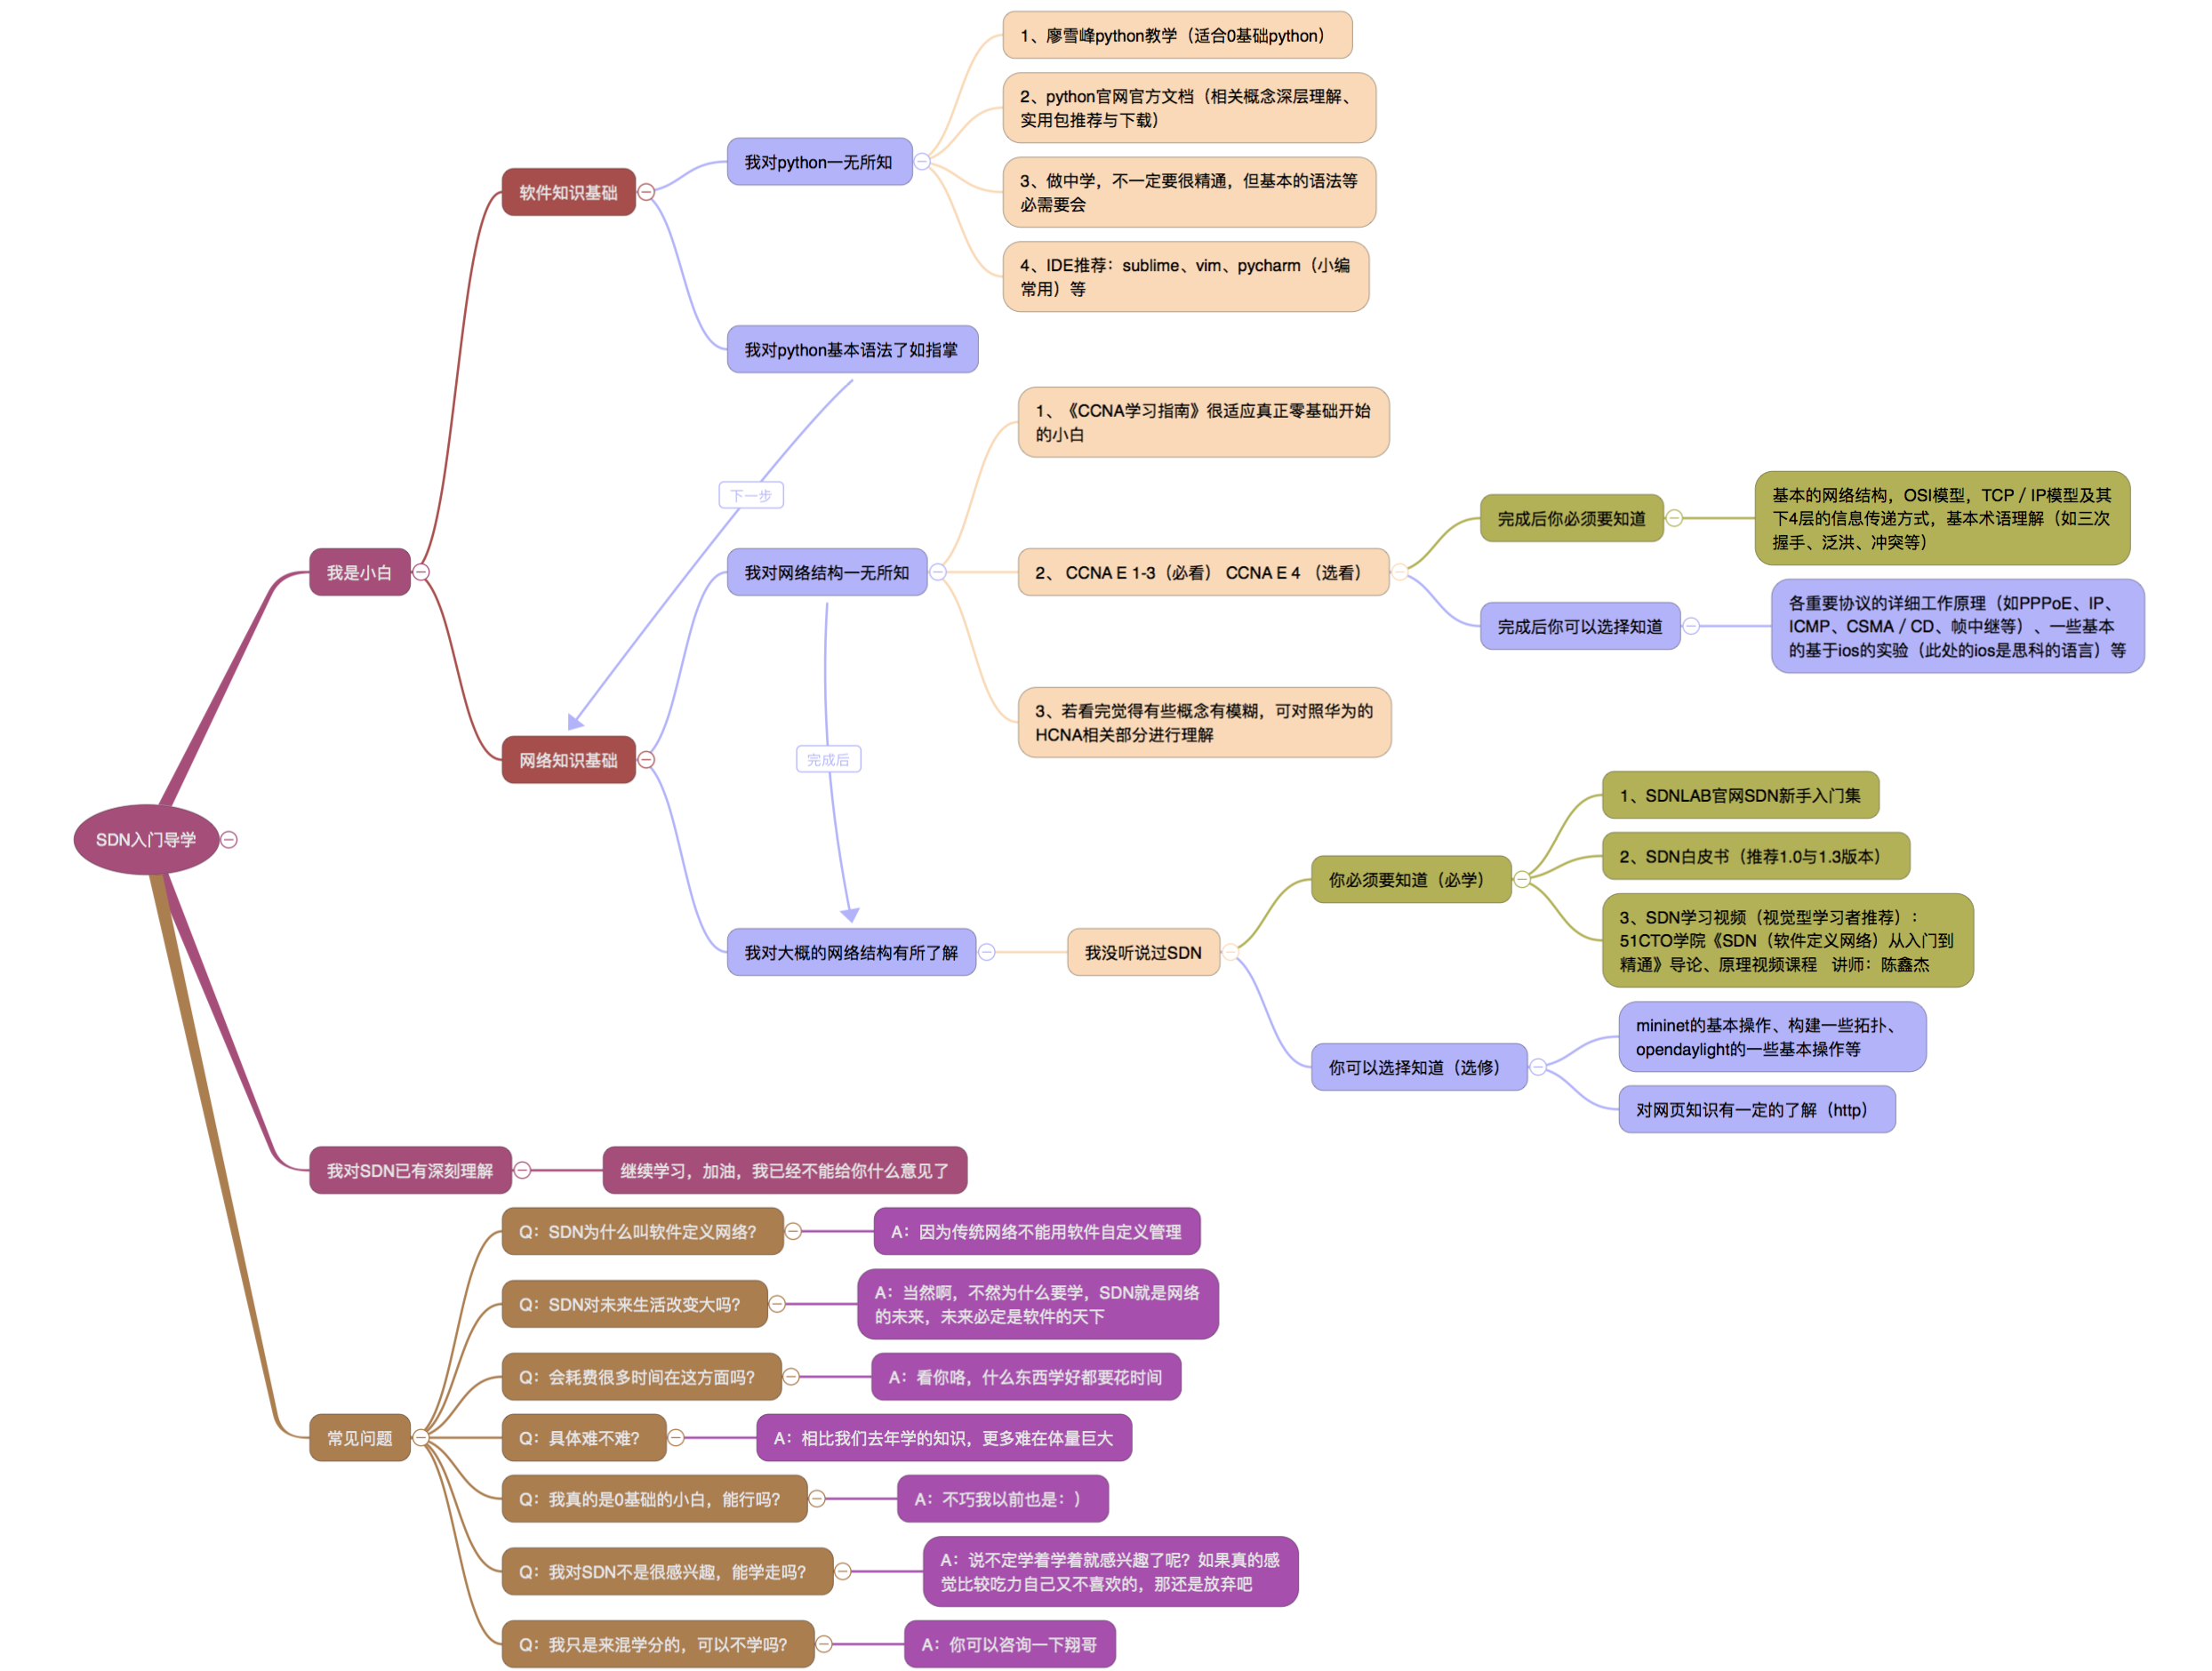 1、廖雪峰python教学（适合0基础python）
2、python官网官方文档（相关概念深层理解、
实用包推荐与下载）
我对python一无所知
3、做中学，不一定要很精通，但基本的语法等
必需要会
软件知识基础
4、IDE推荐：sublime、vim、pycharm（小编
常用）等
我对python基本语法了如指掌
1、《CCNA学习指南》很适应真正零基础开始
的小白
下一步
完成后你必须要知道
基本的网络结构，OSI模型，TCP / IP模型及其
下4层的信息传递方式，基本术语理解（如三次
握手、泛洪、冲突等）
我是小白
我对网络结构一无所知
2、 CCNA E 1-3（必看） CCNA E 4 （选看）
完成后你可以选择知道
各重要协议的详细工作原理（如PPPoE、IP、
ICMP、CSMA / CD、帧中继等）、一些基本
的基于ios的实验（此处的ios是思科的语言）等
3、若看完觉得有些概念有模糊，可对照华为的
HCNA相关部分进行理解
网络知识基础
完成后
1、SDNLAB官网SDN新手入门集
SDN入门导学
2、SDN白皮书（推荐1.0与1.3版本）
你必须要知道（必学）
3、SDN学习视频（视觉型学习者推荐）：
51CTO学院《SDN（软件定义网络）从入门到
精通》导论、原理视频课程 讲师：陈鑫杰
我对大概的网络结构有所了解
我没听说过SDN
mininet的基本操作、构建一些拓扑、
opendaylight的一些基本操作等
你可以选择知道（选修）
对网页知识有一定的了解（http）
我对SDN已有深刻理解
继续学习，加油，我已经不能给你什么意见了
Q：SDN为什么叫软件定义网络？
A：因为传统网络不能用软件自定义管理
Q：SDN对未来生活改变大吗？
A：当然啊，不然为什么要学，SDN就是网络
的未来，未来必定是软件的天下
Q：会耗费很多时间在这方面吗？
A：看你咯，什么东西学好都要花时间
常见问题
Q：具体难不难？
A：相比我们去年学的知识，更多难在体量巨大
Q：我真的是0基础的小白，能行吗？
A：不巧我以前也是：）
Q：我对SDN不是很感兴趣，能学走吗？
A：说不定学着学着就感兴趣了呢？如果真的感
觉比较吃力自己又不喜欢的，那还是放弃吧
Q：我只是来混学分的，可以不学吗？
A：你可以咨询一下翔哥